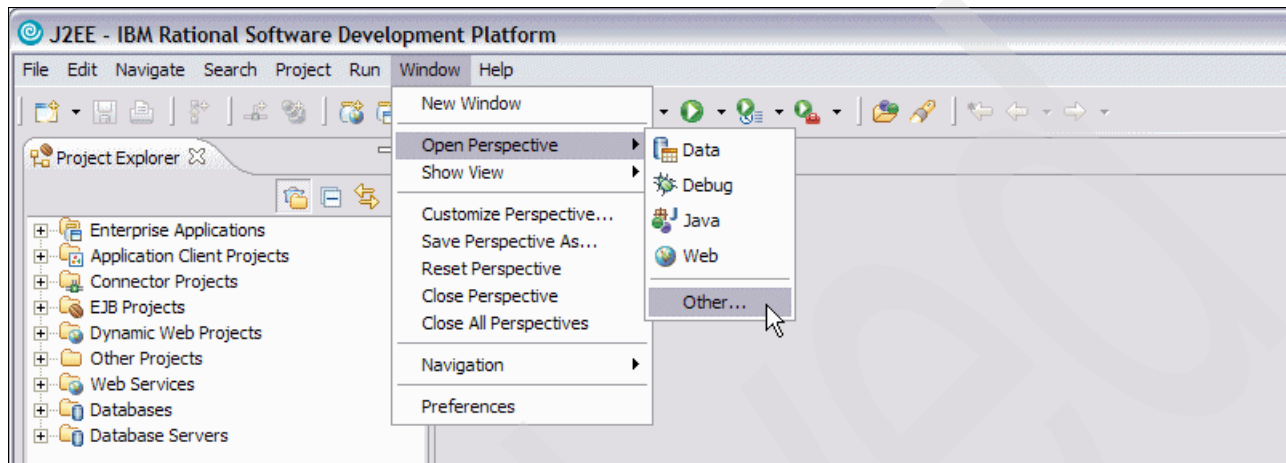 J2EE - IBM Rational Software Development Platform
File Edit Navigate Search Project Run Window Help
Project Explorer
Enterprise Applications
Application Client Projects
Connector Projects
EJB Projects
Dynamic Web Projects
Other Projects
Web Services
Databases
Database Servers
New Window
Open Perspective
Show View
Customize Perspective...
Save Perspective As...
Reset Perspective
Close Perspective
Close All Perspectives
Navigation
Preferences
Data
Debug
Java
Web
Other...